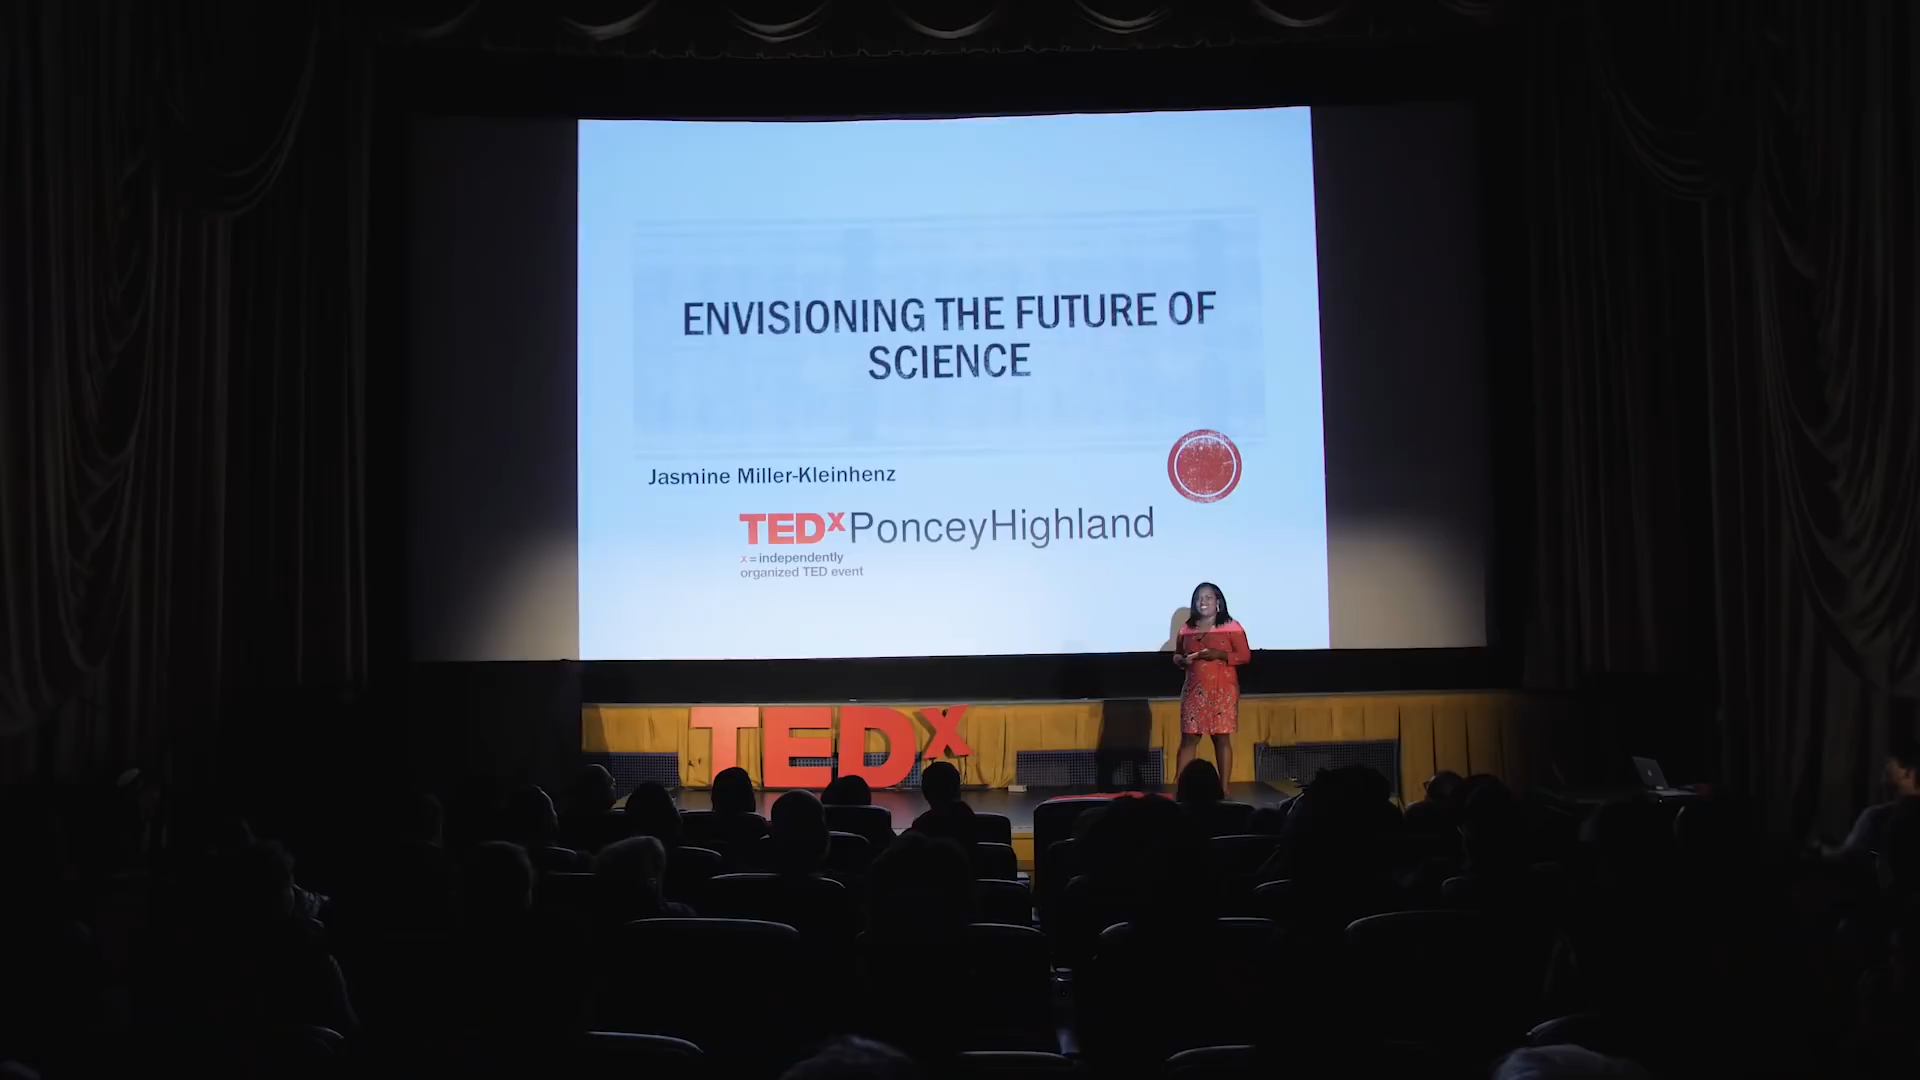 ENVISIONING THE FUTURE OF
SCIENCE
Jasmine Miller-Kleinhenz
TEDxPonceyHighland
x = independently
organized TED event
TEDx